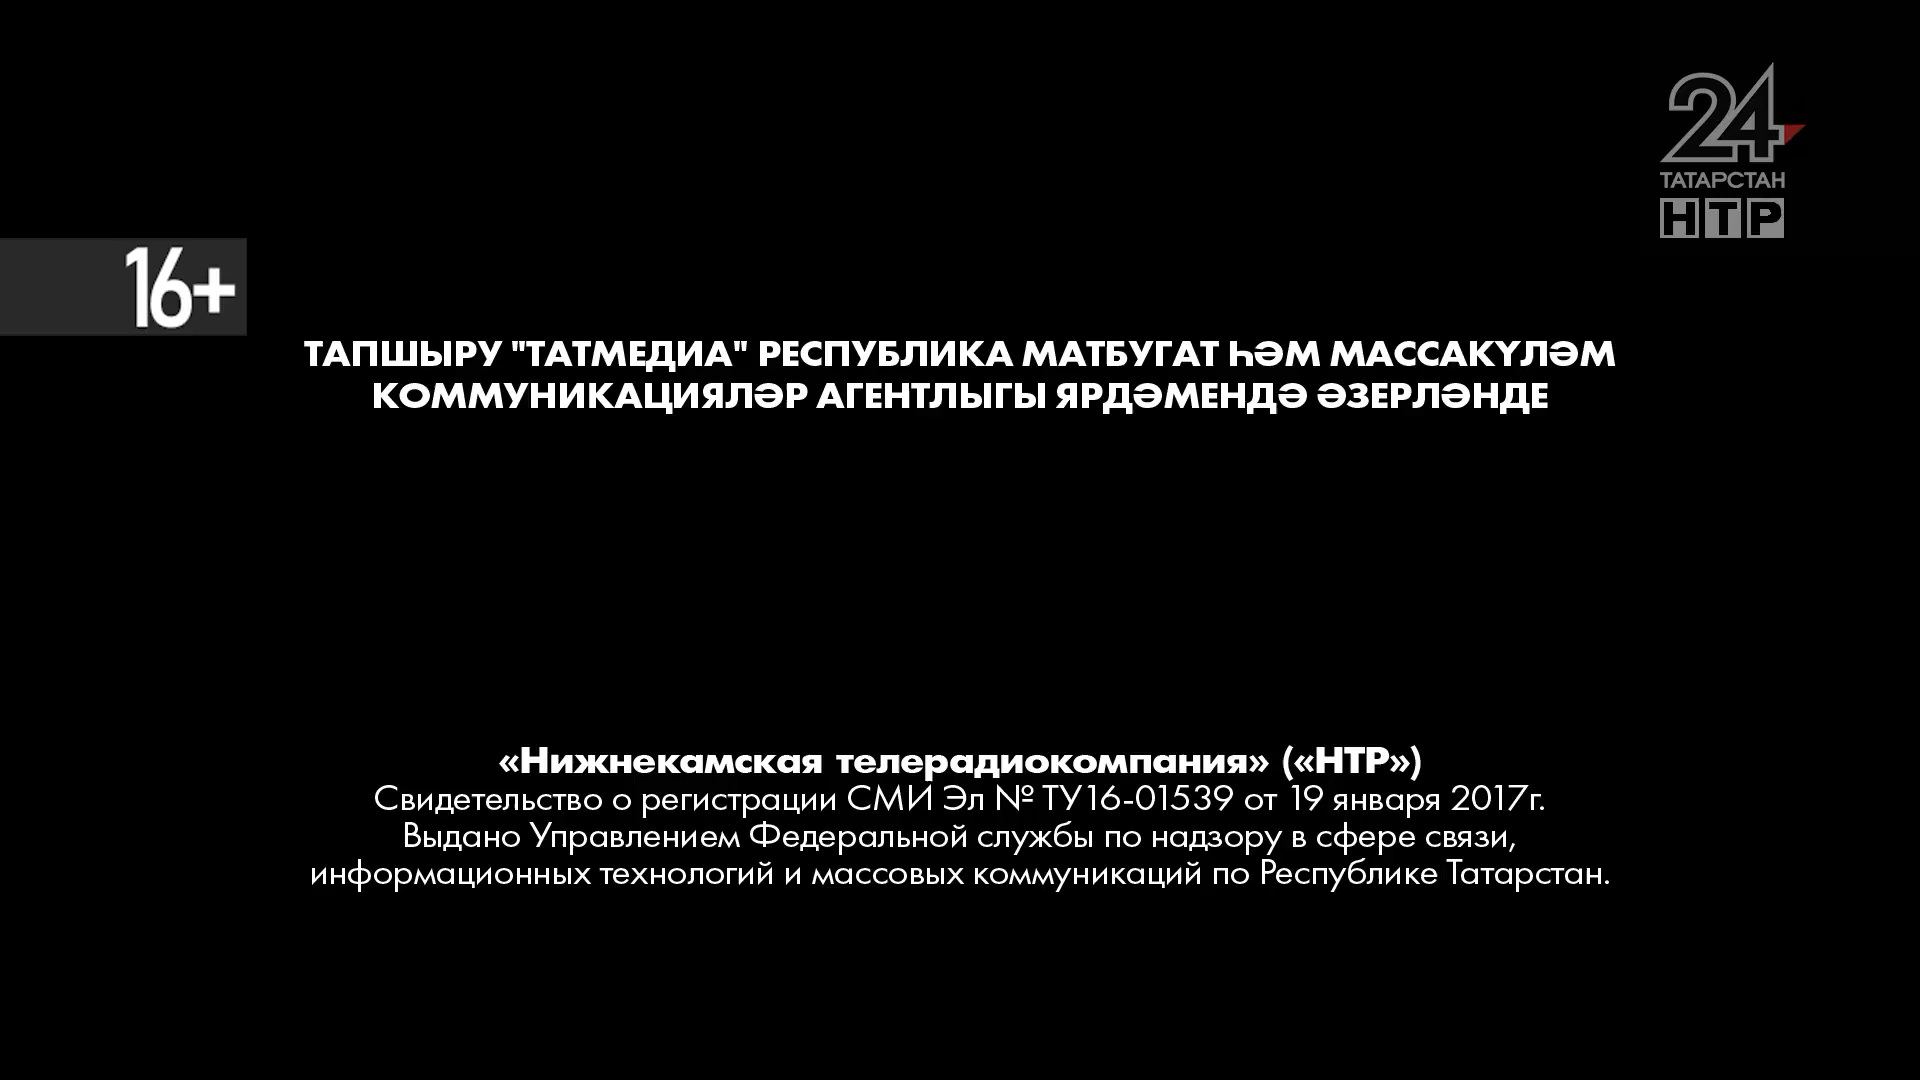 24
ТАТАРСТАН
НТР
16+
ТАПШЫРУ "ТАТМЕДИА" РЕСПУБЛИКА МАТБУГАТ ҺӘМ МАССАКҮЛӘМ
КОММУНИКАЦИЯЛӘР АГЕНТЛЫГЫ ЯРДӘМЕНДӘ ӘЗЕРЛӘНДЕ
«Нижнекамская телерадиокомпания» («НТР»)
Свидетельство о регистрации СМИ Эл № ТУ16-01539 от 19 января 2017г.
Выдано Управлением Федеральной службы по надзору в сфере связи,
информационных технологий и массовых коммуникаций по Республике Татарстан.